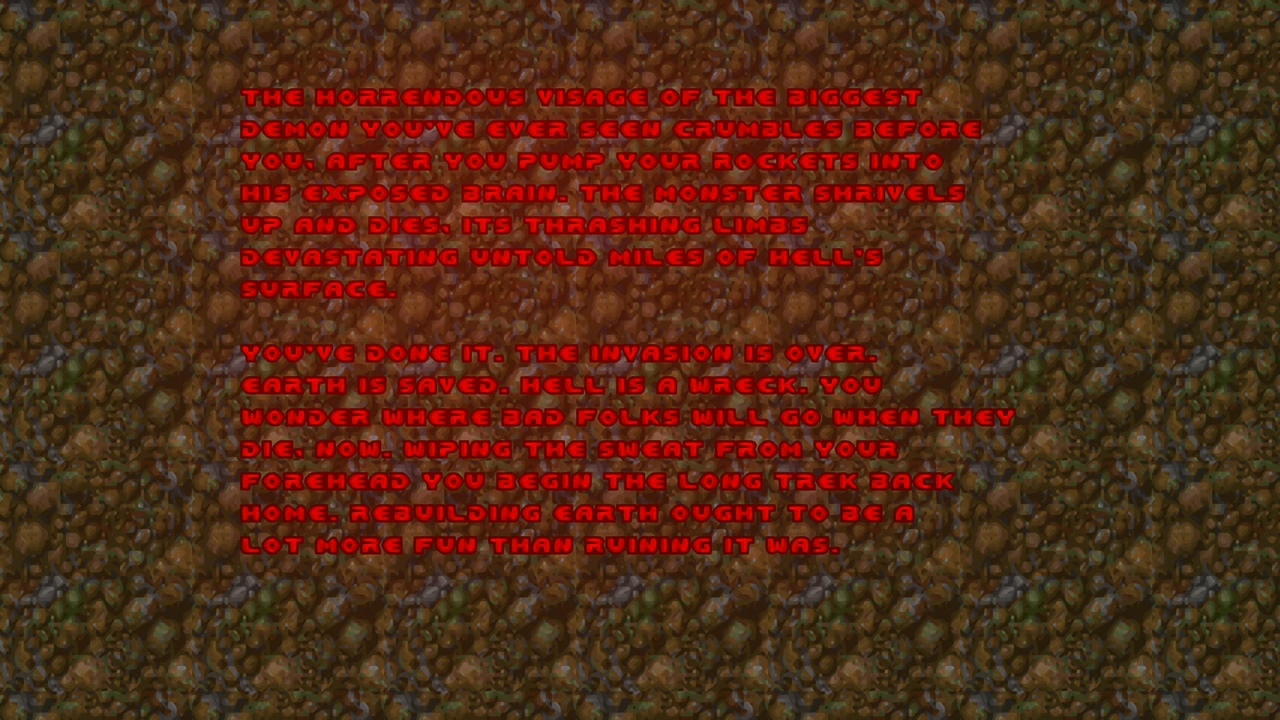 THE HORRENDOUS VISAGE OF THE BIGGEST
DEMON YOU'VE EVER SEEN CRUMBLES BEFORE
YOU, AFTER YOU PUMP YOUR ROCKETS INTO
HIS EXPOSED BRAIN. THE MONSTER SHRIVELS
UP AND DIES, ITS THRASHING LIMBS
DEVASTATING UNTOLD MILES OF HELL'S
SURFACE.

YOU'VE DONE IT. THE INVASION IS OVER.
EARTH IS SAVED. HELL IS A WRECK. YOU
WONDER WHERE BAD FOLKS WILL GO WHEN THEY
DIE, NOW. WIPING THE SWEAT FROM YOUR
FOREHEAD YOU BEGIN THE LONG TREK BACK
HOME. REBUILDING EARTH OUGHT TO BE A
LOT MORE FUN THAN RUINING IT WAS.